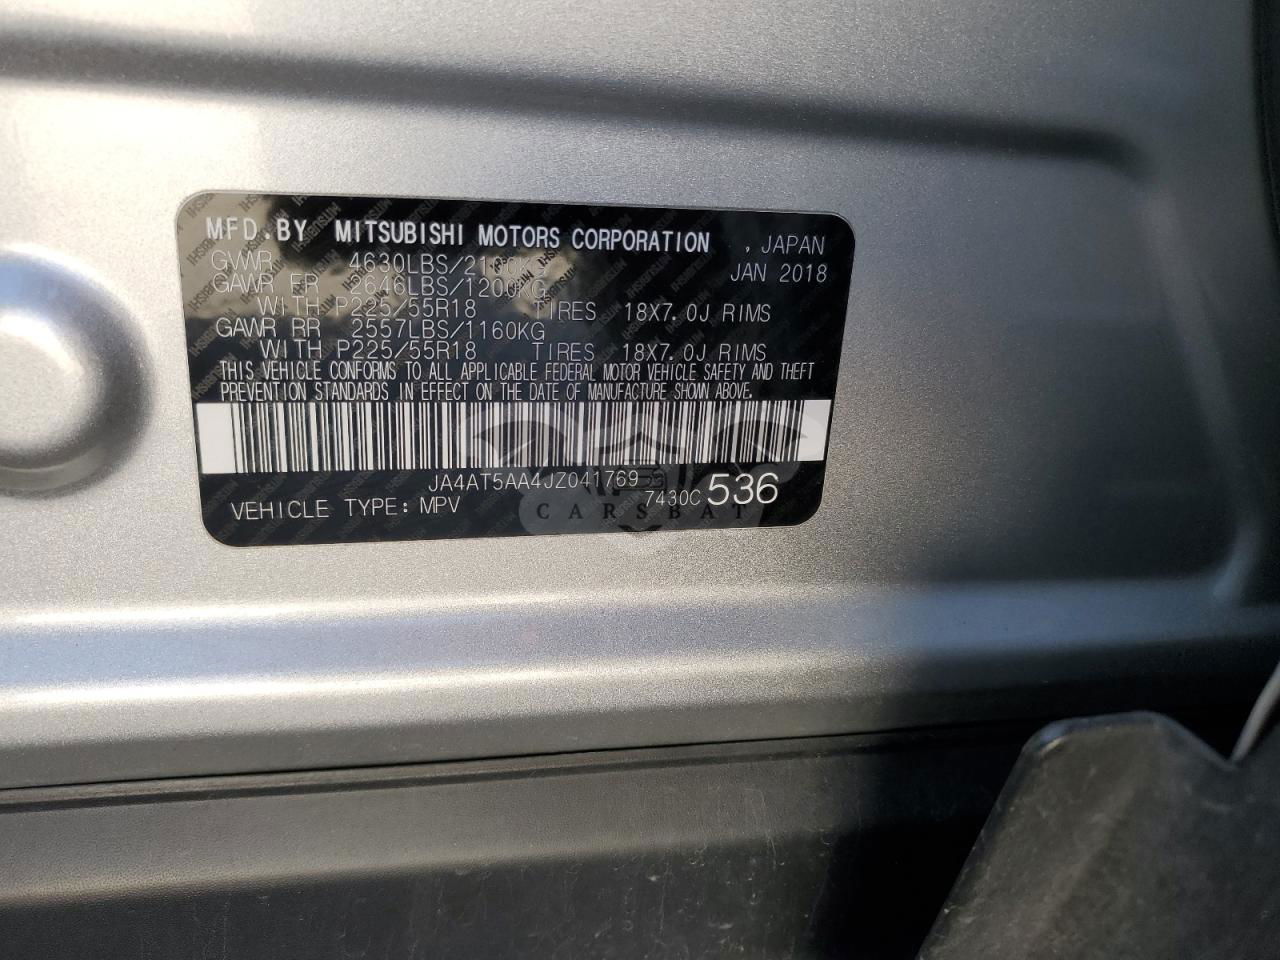 MFD.BY MITSUBISHI MOTORS CORPORATION , JAPAN
GVWR 4630LBS/2100KG JAN 2018
GAWR FR 2646LBS/1200KG
WITH P225/55R18 TIRES 18X7.0J RIMS
GAWR RR 2557LBS/1160KG
WITH P225/55R18 TIRES 18X7.0J RIMS
THIS VEHICLE CONFORMS TO ALL APPLICABLE FEDERAL MOTOR VEHICLE SAFETY AND THEFT
PREVENTION STANDARDS IN EFFECT ON THE DATE OF MANUFACTURE SHOWN ABOVE.
JA4AT5AA4JZ041769
VEHICLE TYPE: MPV 7430C 536
CARSBAT